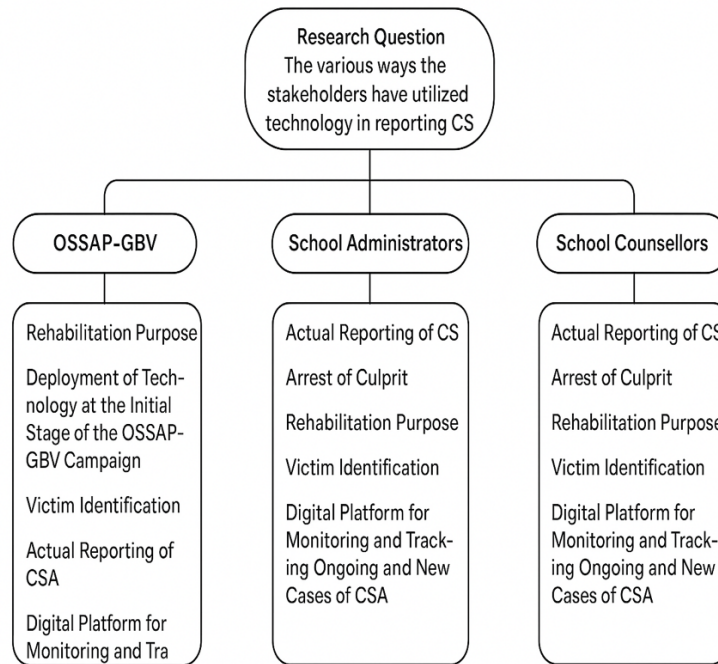 Research Question
The various ways the
stakeholders have utilized
technology in reporting CS
OSSAP-GBV
Rehabilitation Purpose
Deployment of Tech-
nology at the Initial
Stage of the OSSAP-
GBV Campaign
Victim Identification
Actual Reporting of
CSA
Digital Platform for
Monitoring and Tra
School Administrators
Actual Reporting of CS
Arrest of Culprit
Rehabilitation Purpose
Victim Identification
Digital Platform for
Monitoring and Track-
ing Ongoing and New
Cases of CSA
School Counsellors
Actual Reporting of CS
Arrest of Culprit
Rehabilitation Purpose
Victim Identification
Digital Platform for
Monitoring and Track-
ing Ongoing and New
Cases of CSA